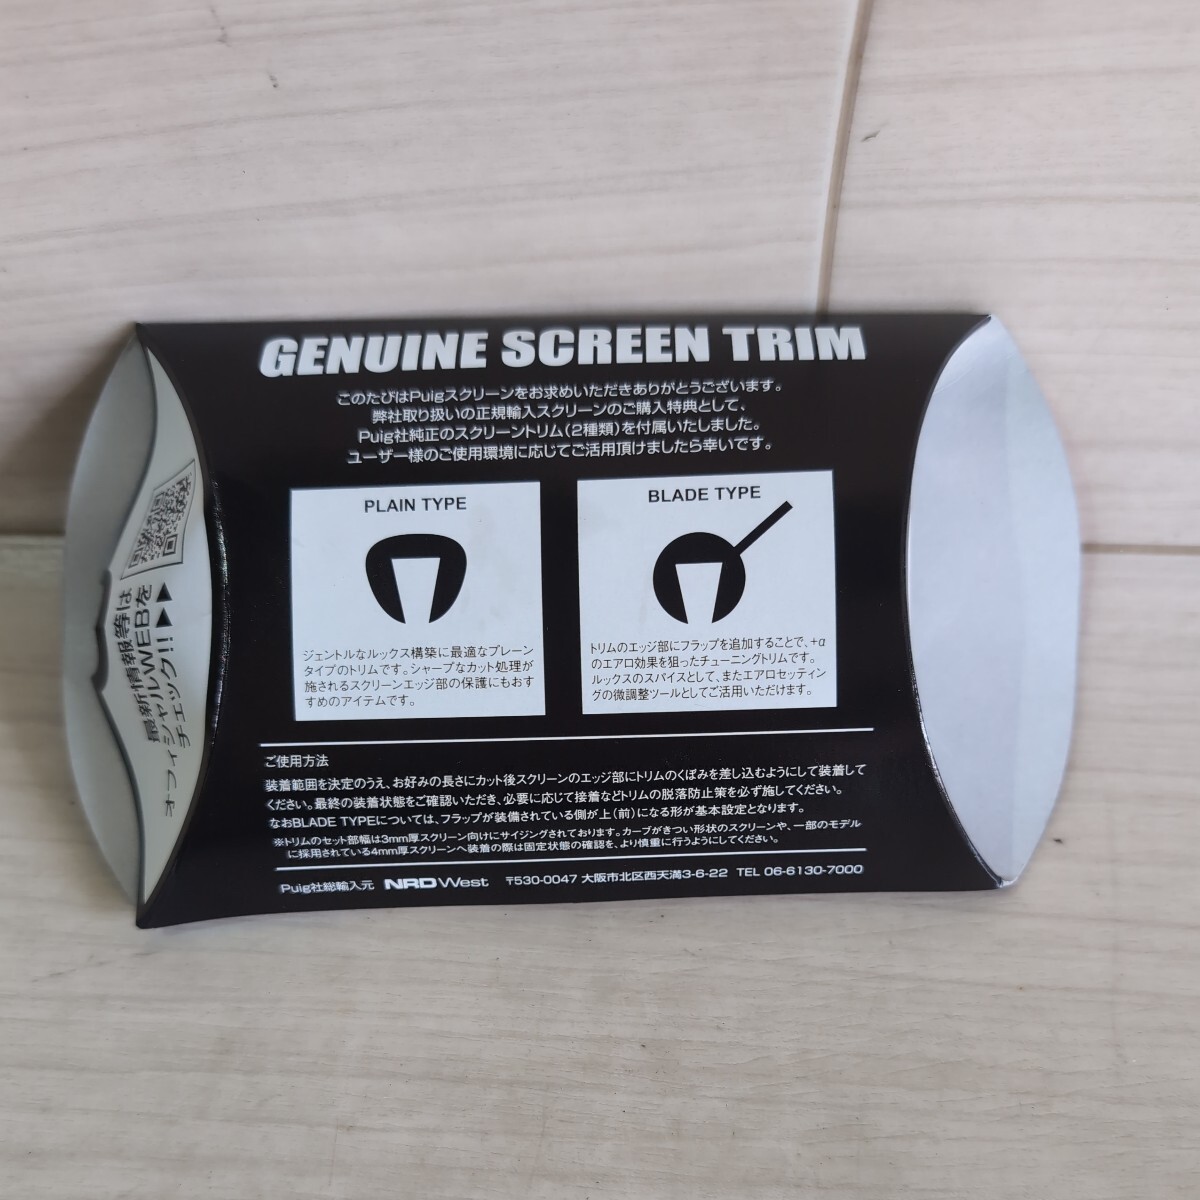 GENUINE SCREEN TRIM
このたびはPuigスクリーンをお求めいただきありがとうございます。
弊社取り扱いの正規輸入スクリーンのご購入特典として、
Puig社純正のスクリーントリム(2種類)を付属いたしました。
ユーザー様のご使用環境に応じてご活用頂けましたら幸いです。
PLAIN TYPE
ジェントルなルックス構築に最適なプレーン
タイプのトリムです。シャープなカット処理が
施されるスクリーンエッジ部の保護にもおす
すめのアイテムです。
BLADE TYPE
トリムのエッジ部にフラップを追加することで、+α
のエアロ効果を狙ったチューニングトリムです。
ルックスのスパイスとして、またエアロセッティン
グの微調整ツールとしてご活用いただけます。
ご使用方法
装着範囲を決定のうえ、お好みの長さにカット後スクリーンのエッジ部にトリムのくぼみを差し込むようにして装着して
ください。最終の装着状態をご確認いただき、必要に応じて接着などトリムの脱落防止策を必ず施してください。
なおBLADE TYPEについては、フラップが装備されている側が上(前)になる形が基本設定となります。
※トリムのセット部幅は3mm厚スクリーン向けにサイジングされております。カーブがきつい形状のスクリーンや、一部のモデル
に採用されている4mm厚スクリーンへ装着の際は固定状態の確認を、より慎重に行うようにしてください。
Puig社総輸入元 NRD West 〒530-0047 大阪市北区西天満3-6-22 TEL 06-6130-7000
最新情報等は
オフィシャルWEBを
チェック!! ▶▶